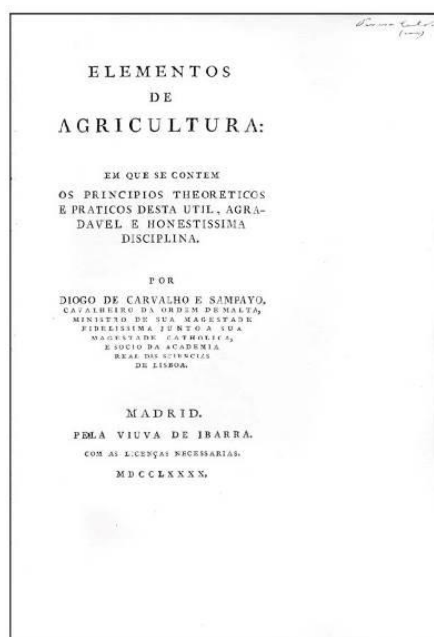 ELEMENTOS
DE
AGRICULTURA:
EM QUE SE CONTEM
OS PRINCIPIOS THEORETICOS
E PRATICOS DESTA UTIL, AGRA-
DAVEL E HONESTISSIMA
DISCIPLINA.
POR
DIOGO DE CARVALHO E SAMPAYO,
CAVALHEIRO DA ORDEM DE MALTA,
MINISTRO DE SUA MAGESTADE
FIDELISSIMA JUNTO A SUA
MAGESTADE CATHOLICA,
E SOCIO DA ACADEMIA
REAL DAS SCIENCIAS
DE LISBOA.
MADRID.
PELA VIUVA DE IBARRA.
COM AS LICENÇAS NECESSARIAS.
MDCCLXXXX.